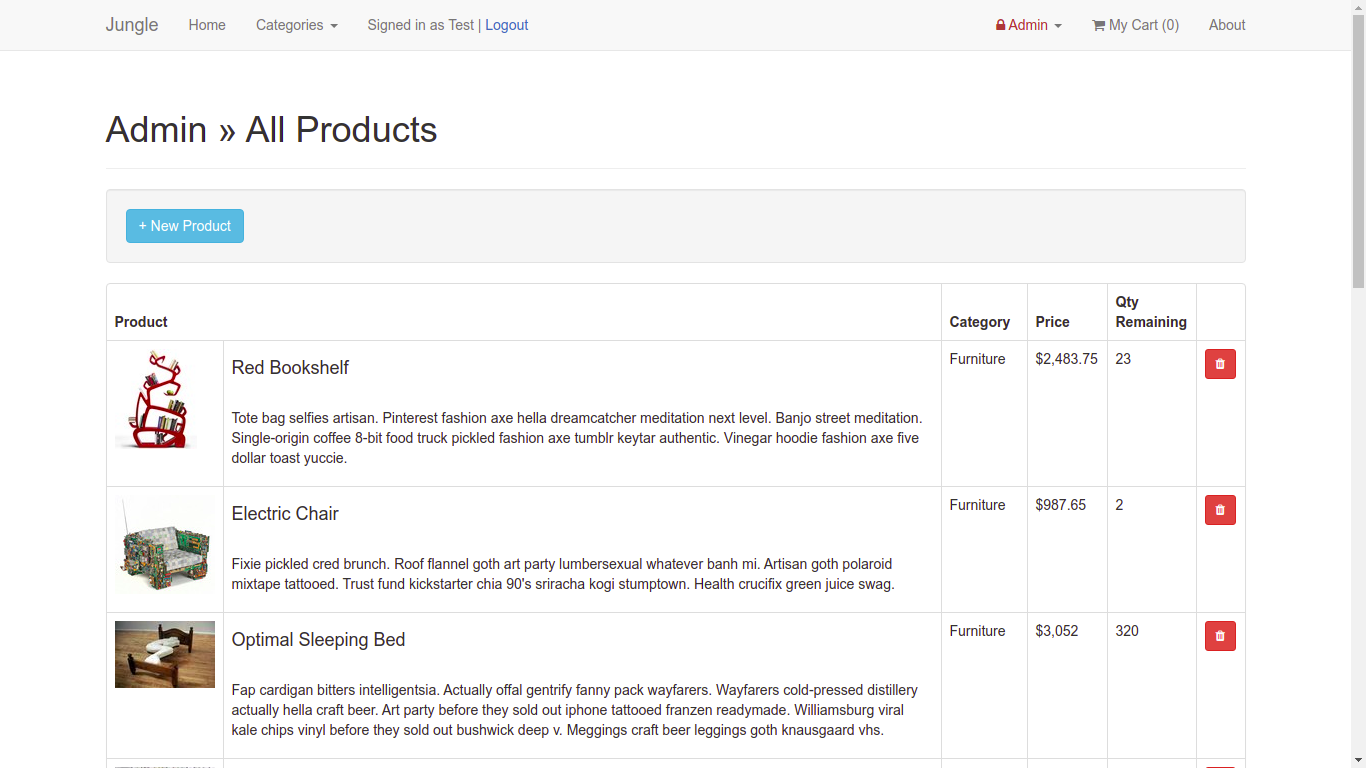 Jungle Home Categories Signed in as Test | Logout Admin My Cart (0) About
Admin » All Products
+ New Product
Product Category Price Qty Remaining
Red Bookshelf Furniture $2,483.75 23
Tote bag selfies artisan. Pinterest fashion axe hella dreamcatcher meditation next level. Banjo street meditation.
Single-origin coffee 8-bit food truck pickled fashion axe tumblr keytar authentic. Vinegar hoodie fashion axe five
dollar toast yuccie.
Electric Chair Furniture $987.65 2
Fixie pickled cred brunch. Roof flannel goth art party lumbersexual whatever banh mi. Artisan goth polaroid
mixtape tattooed. Trust fund kickstarter chia 90's sriracha kogi stumptown. Health crucifix green juice swag.
Optimal Sleeping Bed Furniture $3,052 320
Fap cardigan bitters intelligentsia. Actually offal gentrify fanny pack wayfarers. Wayfarers cold-pressed distillery
actually hella craft beer. Art party before they sold out iphone tattooed franzen readymade. Williamsburg viral
kale chips vinyl before they sold out bushwick deep v. Meggings craft beer leggings goth knausgaard vhs.